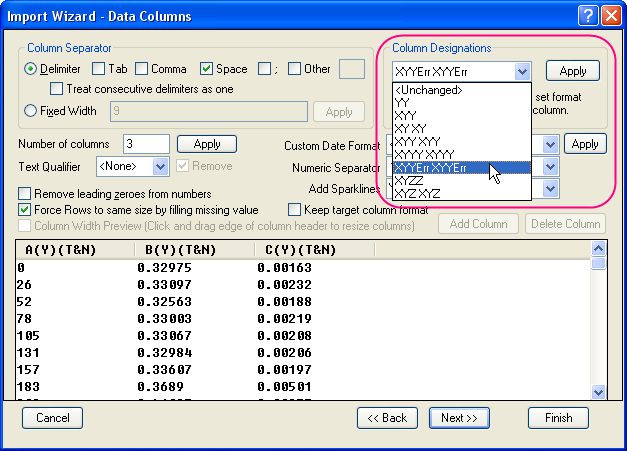 Import Wizard - Data Columns
Column Separator
Delimiter Tab Comma Space ; Other
Treat consecutive delimiters as one
Fixed Width 9 Apply
Column Designations
XYYErr XYYErr Apply
<Unchanged>
YY
XYY
XY XY
XYY XYY
XYYY XYYY
XYYErr XYYErr
XYZZ
XYZ XYZ
set format
column.
Number of columns 3 Apply
Custom Date Format Apply
Text Qualifier <None> Remove
Numeric Separator
Add Sparklines
Remove leading zeroes from numbers
Force Rows to same size by filling missing value
Keep target column format
Column Width Preview (Click and drag edge of column header to resize columns)
Add Column Delete Column
A(Y)(T&N) B(Y)(T&N) C(Y)(T&N)
0 0.32975 0.00163
26 0.33097 0.00232
52 0.32563 0.00188
78 0.33003 0.00219
105 0.33067 0.00208
131 0.32984 0.00206
157 0.33607 0.00197
183 0.3689 0.00501
Cancel << Back Next >> Finish